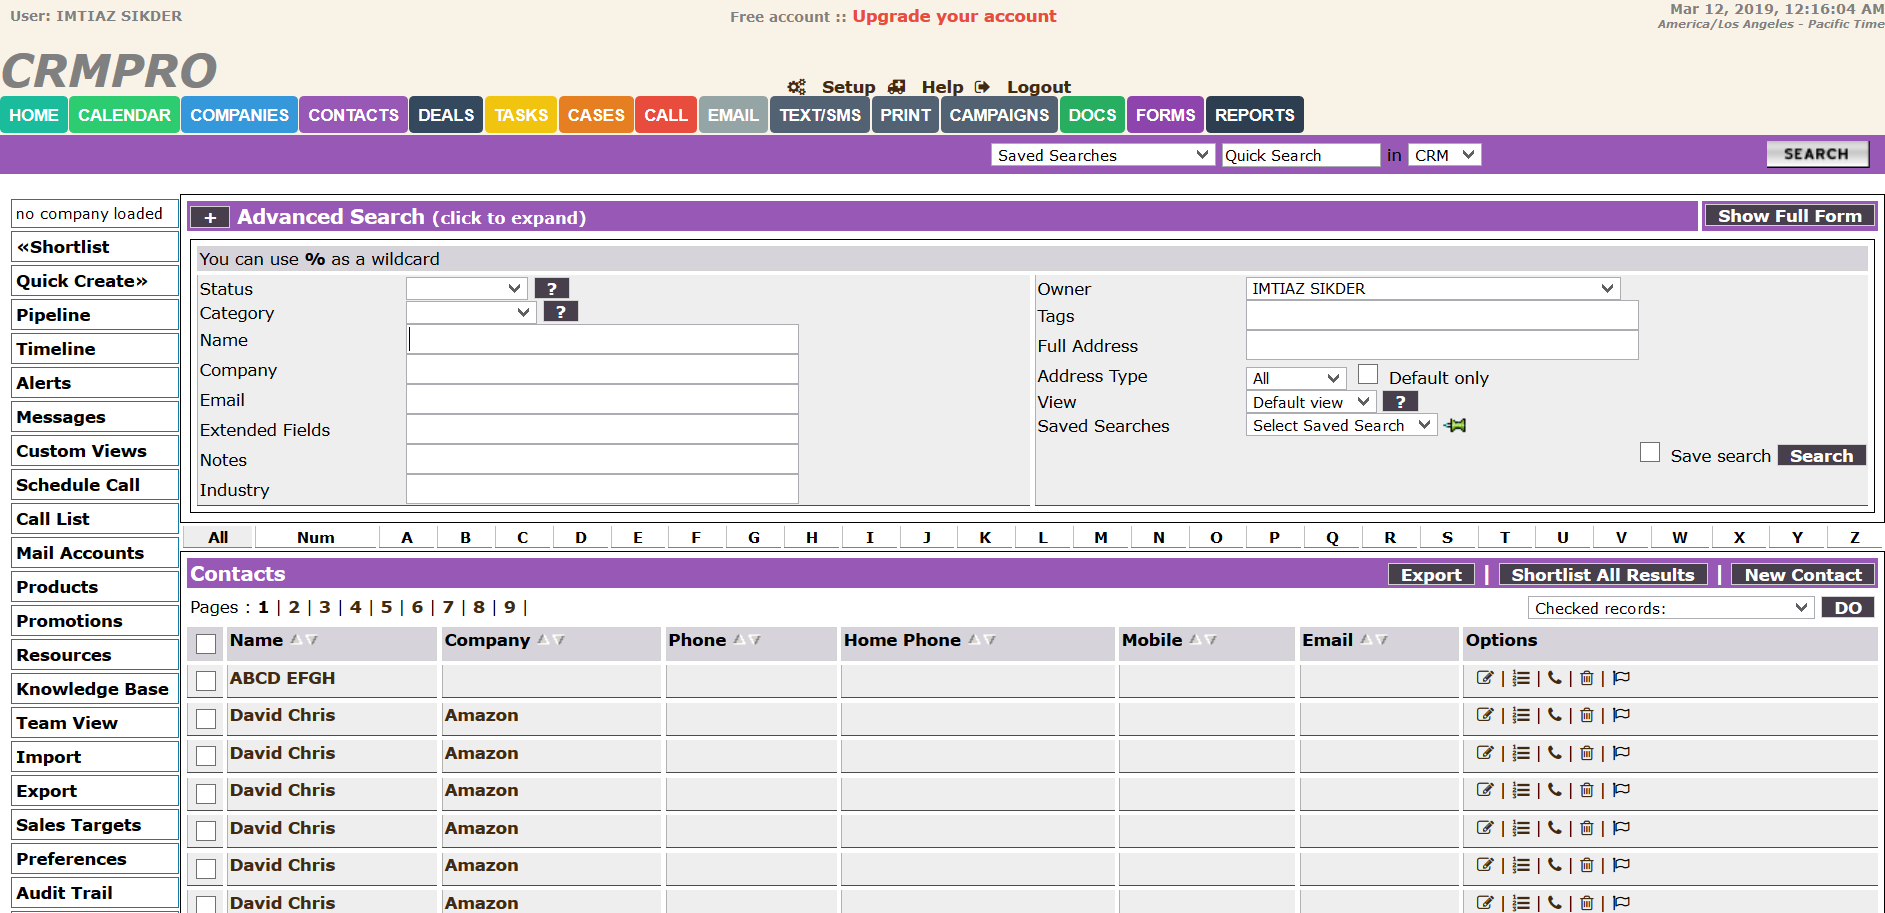 User: IMTIAZ SIKDER
Free account :: Upgrade your account
Mar 12, 2019, 12:16:04 AM
America/Los Angeles - Pacific Time
CRMPRO
Setup Help Logout
HOME CALENDAR COMPANIES CONTACTS DEALS TASKS CASES CALL EMAIL TEXT/SMS PRINT CAMPAIGNS DOCS FORMS REPORTS
Saved Searches Quick Search in CRM SEARCH
no company loaded
«Shortlist
Quick Create»
Pipeline
Timeline
Alerts
Messages
Custom Views
Schedule Call
Call List
Mail Accounts
Products
Promotions
Resources
Knowledge Base
Team View
Import
Export
Sales Targets
Preferences
Audit Trail
+ Advanced Search (click to expand) Show Full Form
You can use % as a wildcard
Status ?
Category ?
Name
Company
Email
Extended Fields
Notes
Industry
Owner IMTIAZ SIKDER
Tags
Full Address
Address Type All Default only
View Default view ?
Saved Searches Select Saved Search
Save search Search
All Num A B C D E F G H I J K L M N O P Q R S T U V W X Y Z
Contacts Export | Shortlist All Results | New Contact
Pages : 1 | 2 | 3 | 4 | 5 | 6 | 7 | 8 | 9 |
Checked records: DO
Name Company Phone Home Phone Mobile Email Options
ABCD EFGH | | | |
David Chris Amazon | | | |
David Chris Amazon | | | |
David Chris Amazon | | | |
David Chris Amazon | | | |
David Chris Amazon | | | |
David Chris Amazon | | | |